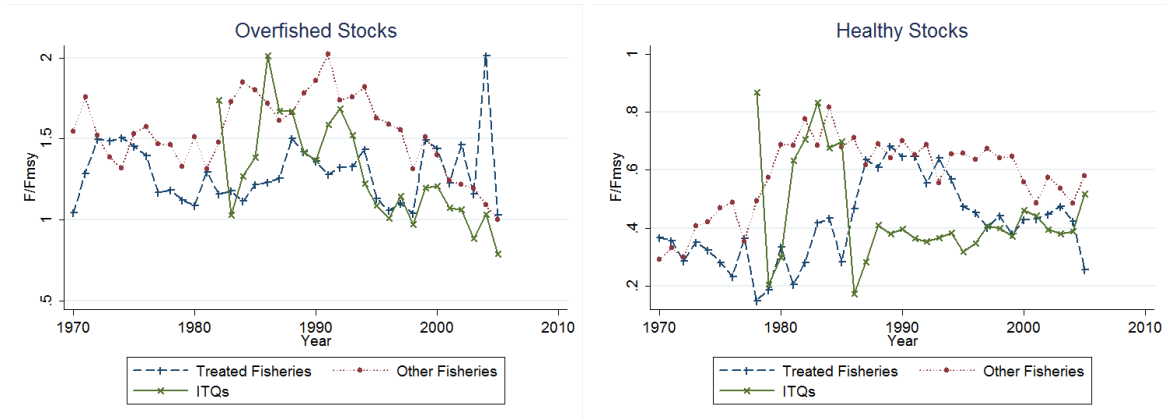 Overfished Stocks
F/Fmsy
2
1.5
1
.5
1970 1980 1990 2000 2010
Year
Treated Fisheries Other Fisheries
ITQs
Healthy Stocks
F/Fmsy
1
.8
.6
.4
.2
1970 1980 1990 2000 2010
Year
Treated Fisheries Other Fisheries
ITQs